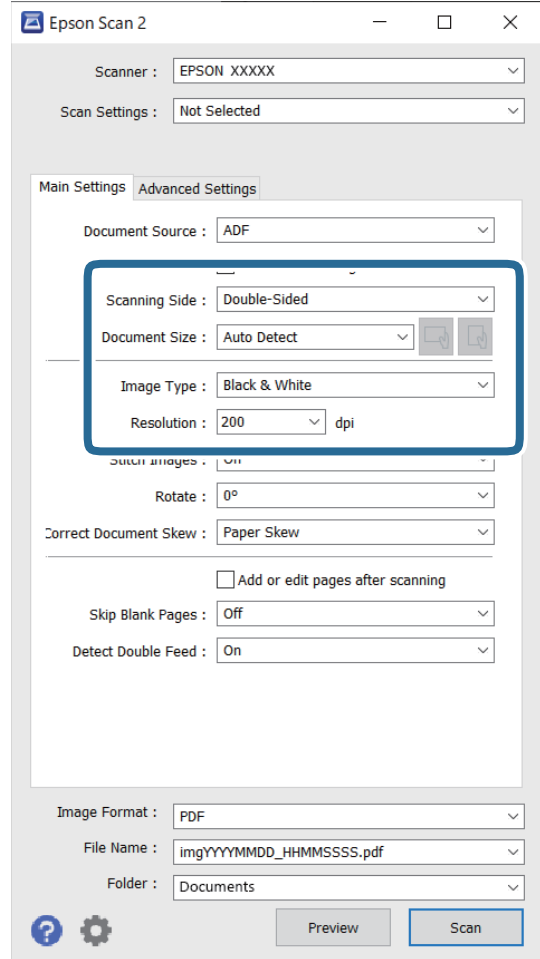 Epson Scan 2
Scanner : EPSON XXXXX
Scan Settings : Not Selected
Main Settings Advanced Settings
Document Source : ADF
Scanning Side : Double-Sided
Document Size : Auto Detect
Image Type : Black & White
Resolution : 200 dpi
Stitch Images : On
Rotate : 0°
Correct Document Skew : Paper Skew
Add or edit pages after scanning
Skip Blank Pages : Off
Detect Double Feed : On
Image Format : PDF
File Name : imgYYYYMMDD_HHMMSSSS.pdf
Folder : Documents
Preview Scan